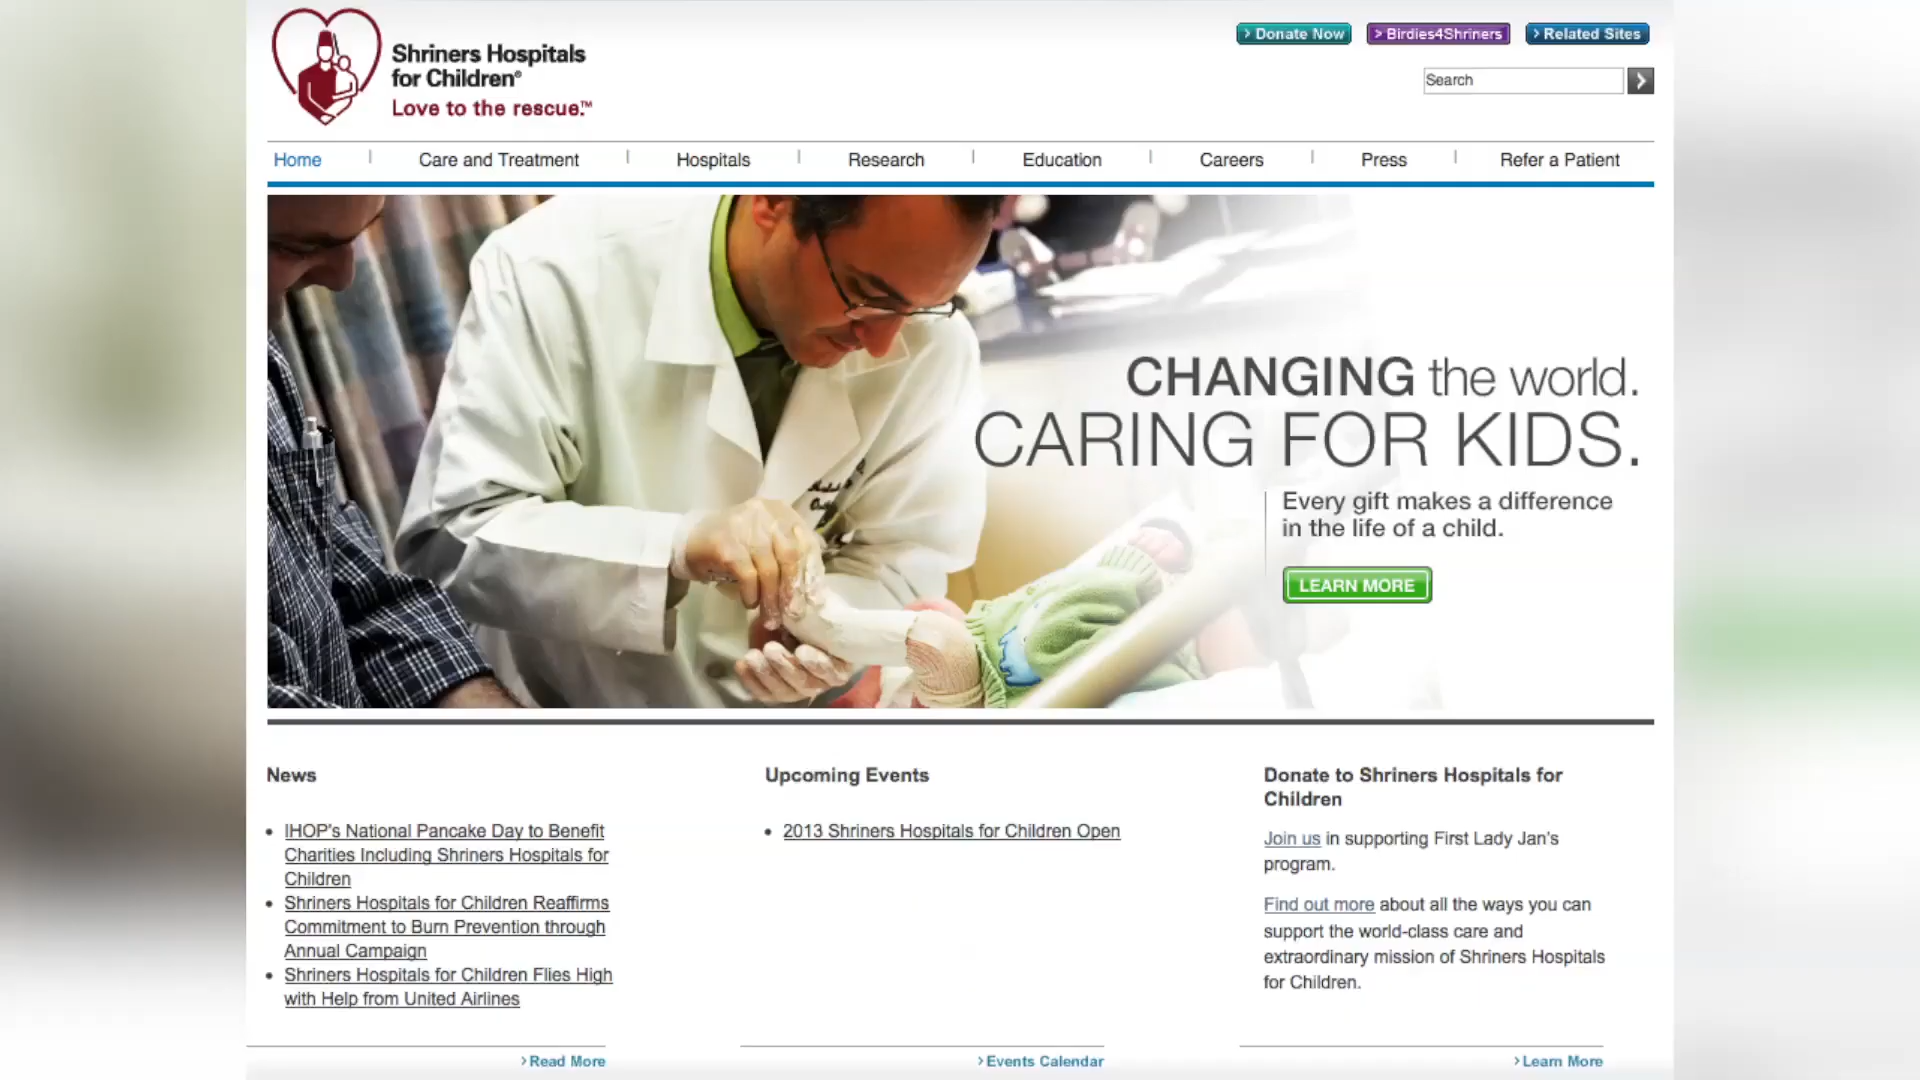 Shriners Hospitals
for Children®
Love to the rescue.™
> Donate Now
> Birdies4Shriners
> Related Sites
Search
Home
Care and Treatment
Hospitals
Research
Education
Careers
Press
Refer a Patient
CHANGING the world.
CARING FOR KIDS.
Every gift makes a difference
in the life of a child.
LEARN MORE
News
• IHOP's National Pancake Day to Benefit
Charities Including Shriners Hospitals for
Children
• Shriners Hospitals for Children Reaffirms
Commitment to Burn Prevention through
Annual Campaign
• Shriners Hospitals for Children Flies High
with Help from United Airlines
> Read More
Upcoming Events
• 2013 Shriners Hospitals for Children Open
> Events Calendar
Donate to Shriners Hospitals for
Children
Join us in supporting First Lady Jan's
program.
Find out more about all the ways you can
support the world-class care and
extraordinary mission of Shriners Hospitals
for Children.
> Learn More